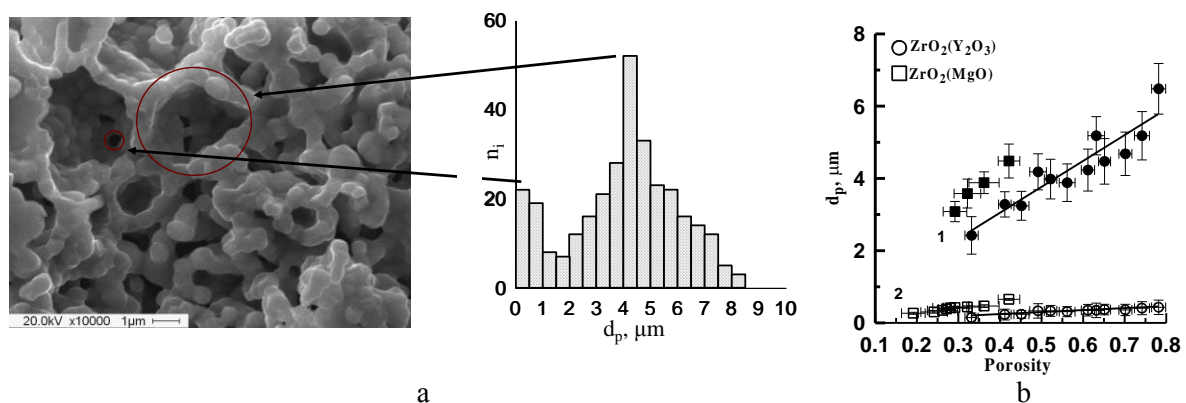 20.0kV x10000 1μm
60
40
20
0
n_i
0 1 2 3 4 5 6 7 8 9 10
d_p, μm
a
8
6
4
2
0
d_p, μm
ZrO₂(Y₂O₃)
ZrO₂(MgO)
1
2
0.1 0.2 0.3 0.4 0.5 0.6 0.7 0.8
Porosity
b